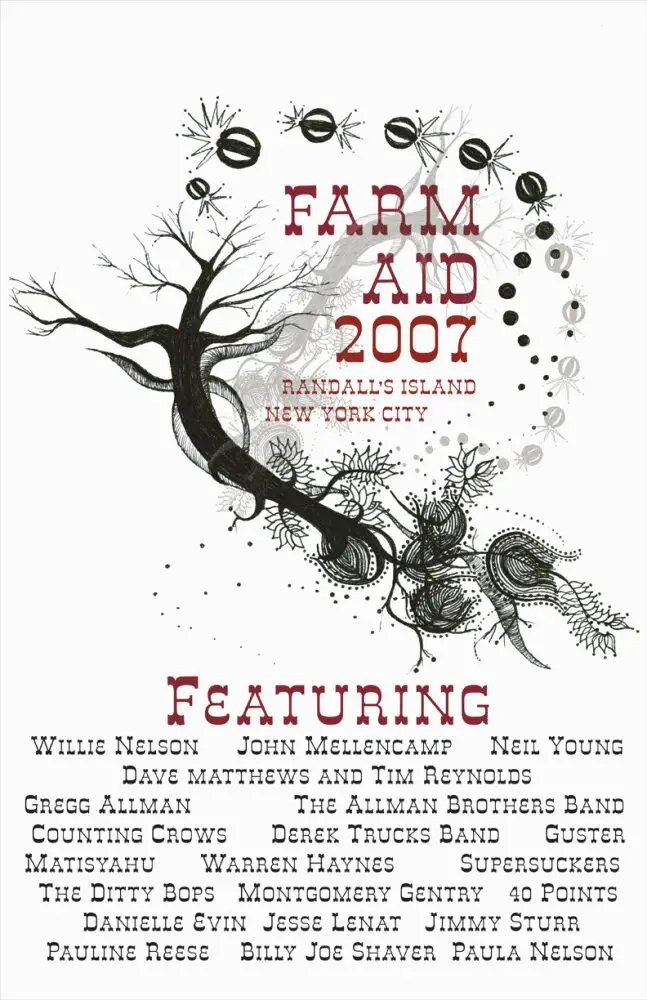 FARM
AID
2007
RANDALL'S ISLAND
NEW YORK CITY
FEATURING
WILLIE NELSON JOHN MELLENCAMP NEIL YOUNG
DAVE MATTHEWS AND TIM REYNOLDS
GREGG ALLMAN THE ALLMAN BROTHERS BAND
COUNTING CROWS DEREK TRUCKS BAND GUSTER
MATISYAHU WARREN HAYNES SUPERSUCKERS
THE DITTY BOPS MONTGOMERY GENTRY 40 POINTS
DANIELLE EVIN JESSE LENAT JIMMY STURR
PAULINE REESE BILLY JOE SHAVER PAULA NELSON